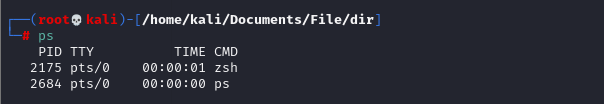 ┌──(root💀kali)-[/home/kali/Documents/File/dir]
└─# ps
    PID TTY          TIME CMD
   2175 pts/0    00:00:01 zsh
   2684 pts/0    00:00:00 ps